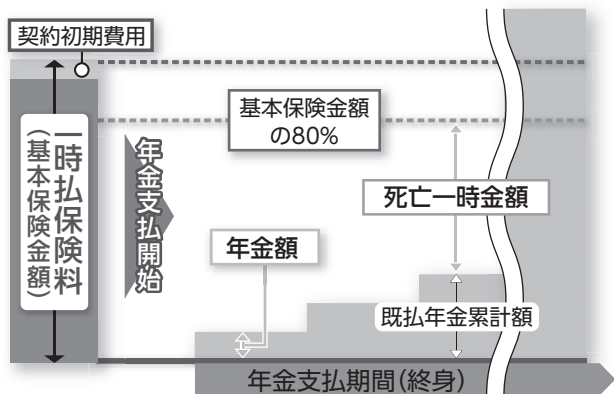 契約初期費用
基本保険金額
の80%
一時払保険料
(基本保険金額)
年金支払開始
死亡一時金額
年金額
既払年金累計額
年金支払期間(終身)